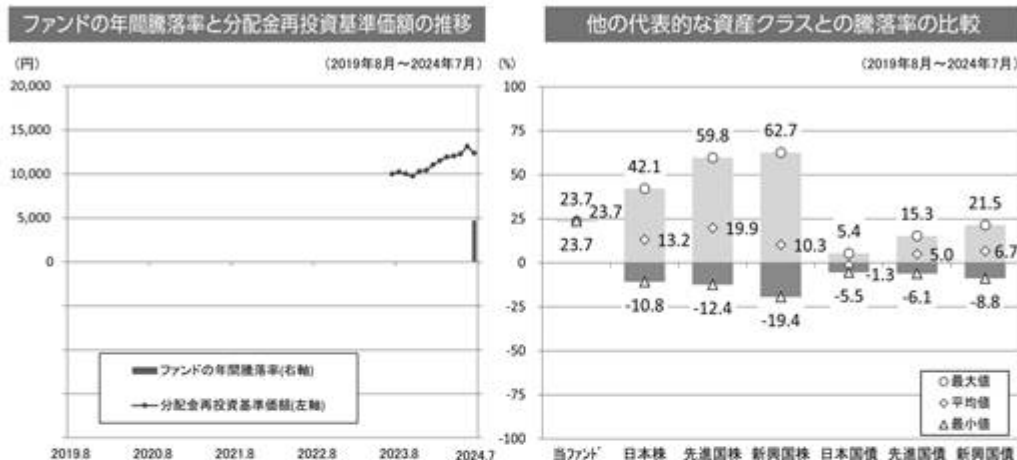 ファンドの年間騰落率と分配金再投資基準価額の推移
(円)
(2019年8月～2024年7月)
20,000
15,000
10,000
5,000
0
ファンドの年間騰落率(右軸)
分配金再投資基準価額(左軸)
2019.8
2020.8
2021.8
2022.8
2023.8
2024.7
他の代表的な資産クラスとの騰落率の比較
(%)
(2019年8月～2024年7月)
100
75
50
25
0
-25
-50
-75
-100
23.7
23.7
23.7
42.1
13.2
-10.8
59.8
19.9
-12.4
62.7
10.3
-19.4
5.4
-1.3
-5.5
15.3
5.0
-6.1
21.5
6.7
-8.8
○最大値
◇平均値
△最小値
当ファンド
日本株
先進国株
新興国株
日本国債
先進国債
新興国債